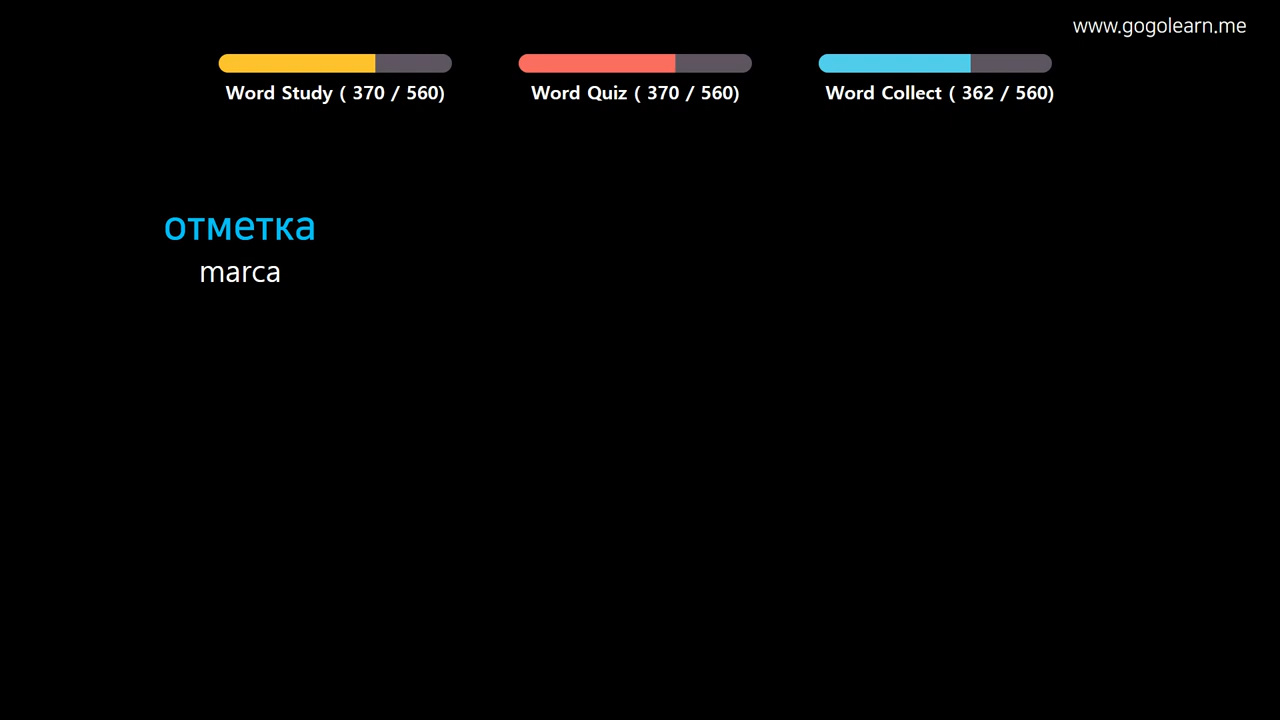 www.gogolearn.me
Word Study ( 370 / 560)
Word Quiz ( 370 / 560)
Word Collect ( 362 / 560)
отметка
marca